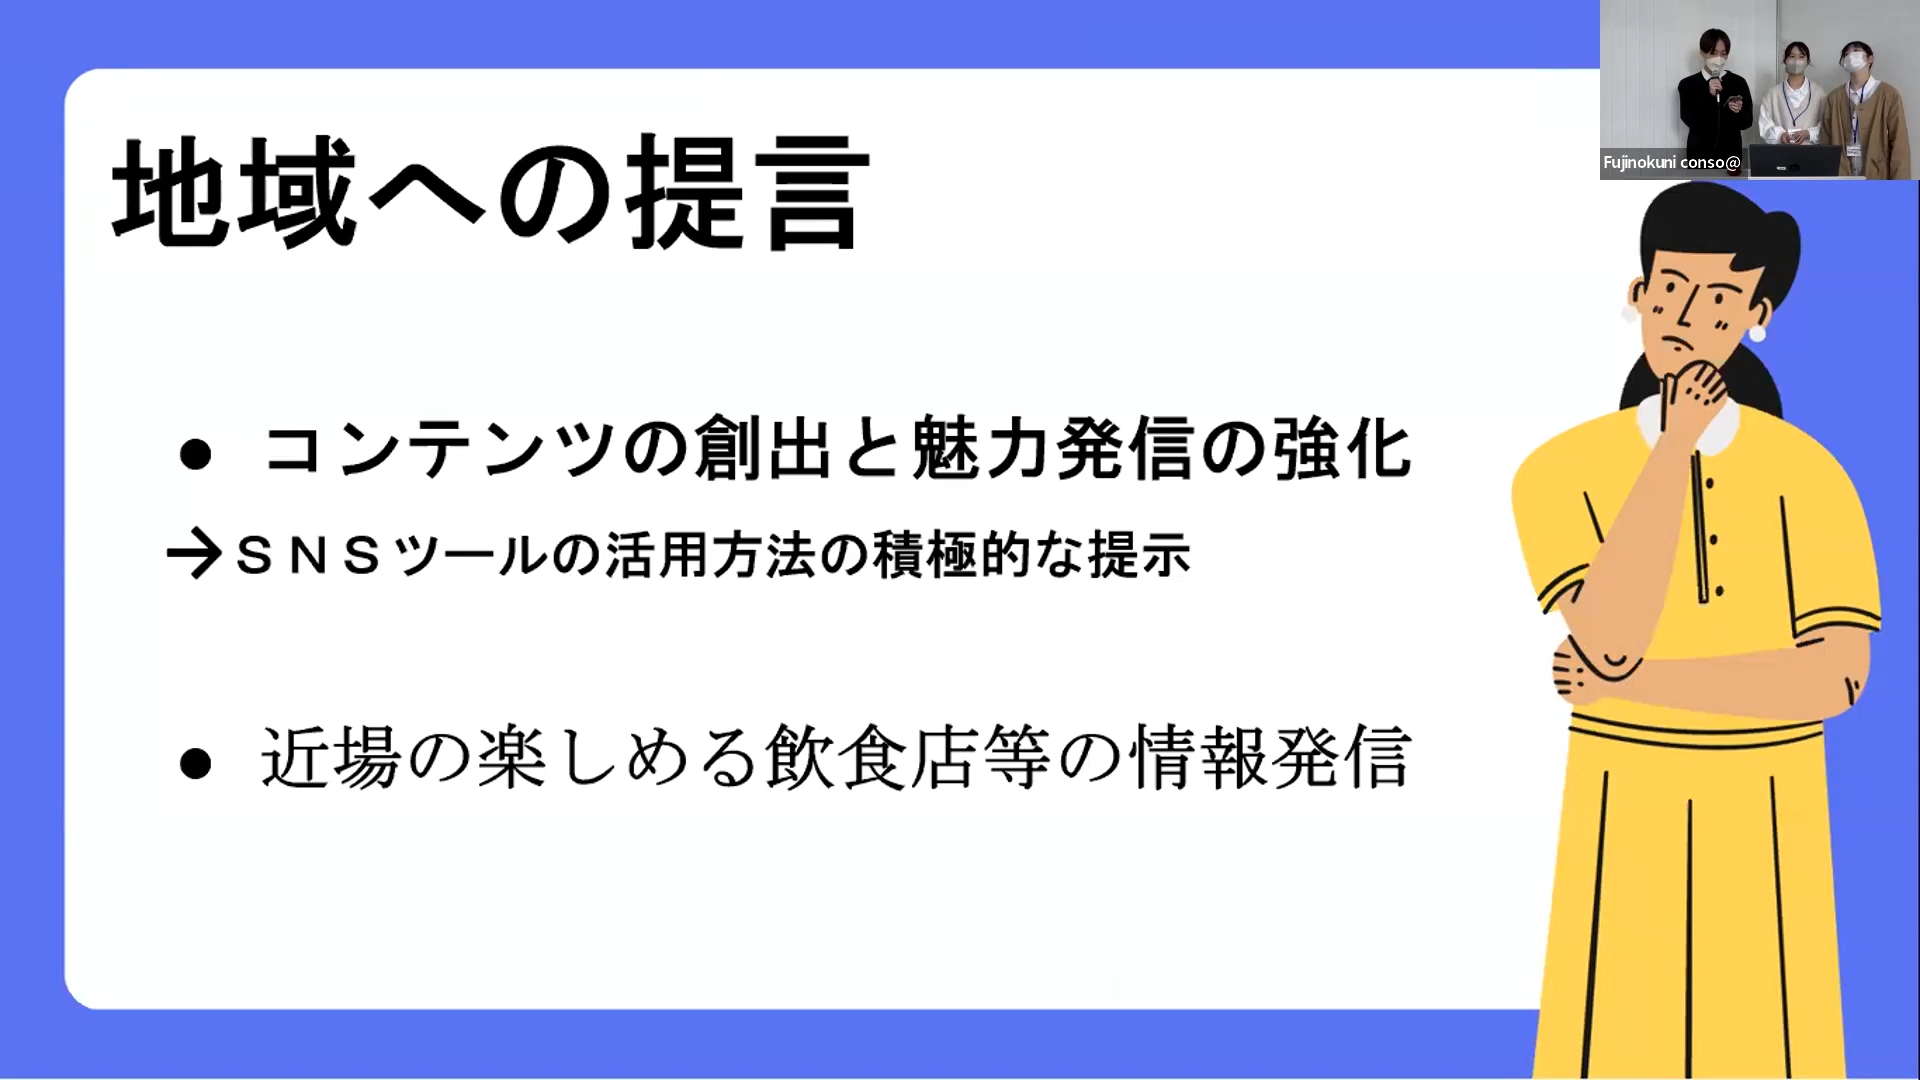 地域への提言
● コンテンツの創出と魅力発信の強化
→ＳＮＳツールの活用方法の積極的な提示
● 近場の楽しめる飲食店等の情報発信
Fujinokuni conso@